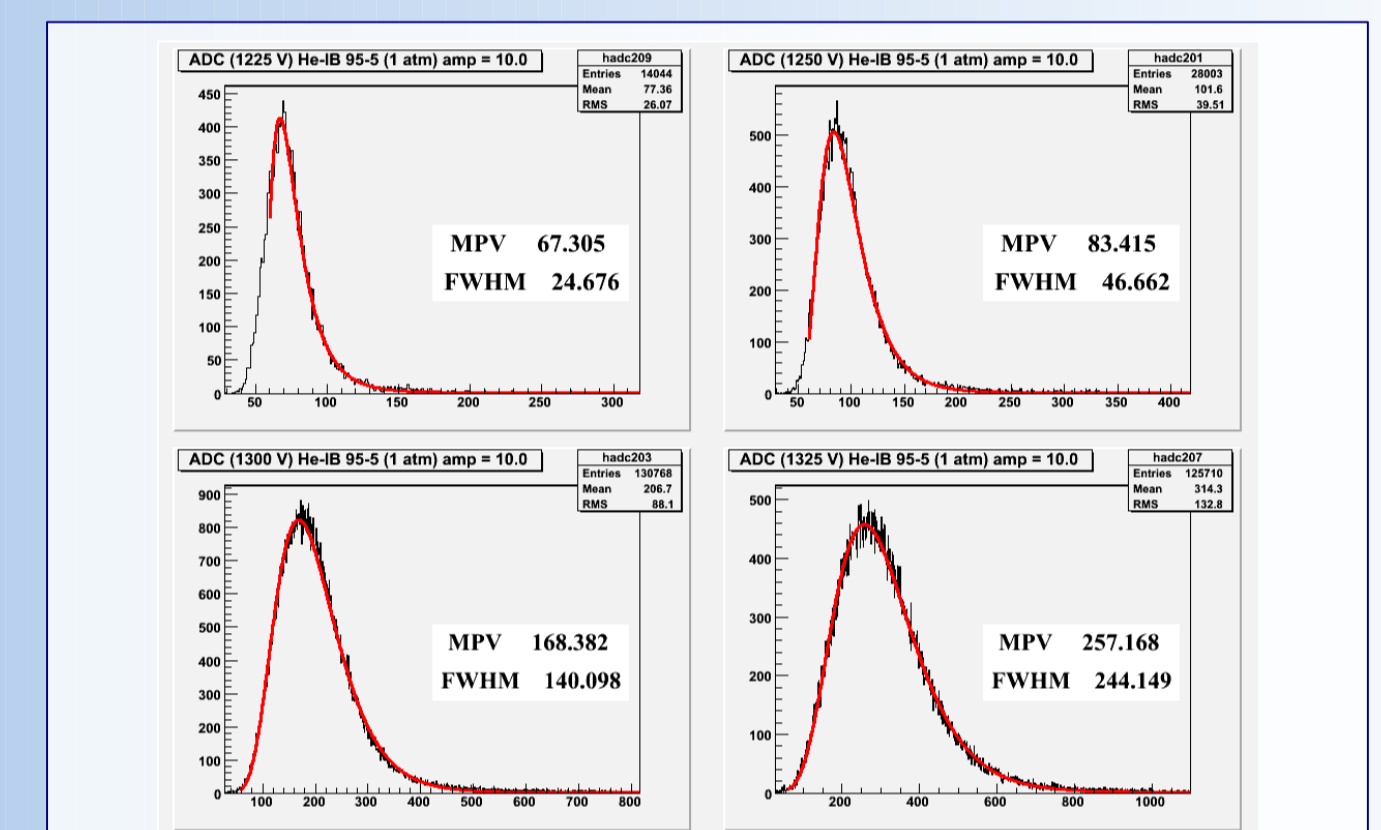 ADC (1225 V) He-IB 95-5 (1 atm) amp = 10.0
hadc209
Entries 14044
Mean 77.36
RMS 26.07
450
400
350
300
250
200
150
100
50
0
50 100 150 200 250 300
MPV 67.305
FWHM 24.676
ADC (1250 V) He-IB 95-5 (1 atm) amp = 10.0
hadc201
Entries 28003
Mean 101.6
RMS 39.51
500
400
300
200
100
0
50 100 150 200 250 300 350 400
MPV 83.415
FWHM 46.662
ADC (1300 V) He-IB 95-5 (1 atm) amp = 10.0
hadc203
Entries 130768
Mean 206.7
RMS 88.1
900
800
700
600
500
400
300
200
100
0
100 200 300 400 500 600 700 800
MPV 168.382
FWHM 140.098
ADC (1325 V) He-IB 95-5 (1 atm) amp = 10.0
hadc207
Entries 125710
Mean 314.3
RMS 132.8
500
400
300
200
100
0
200 400 600 800 1000
MPV 257.168
FWHM 244.149